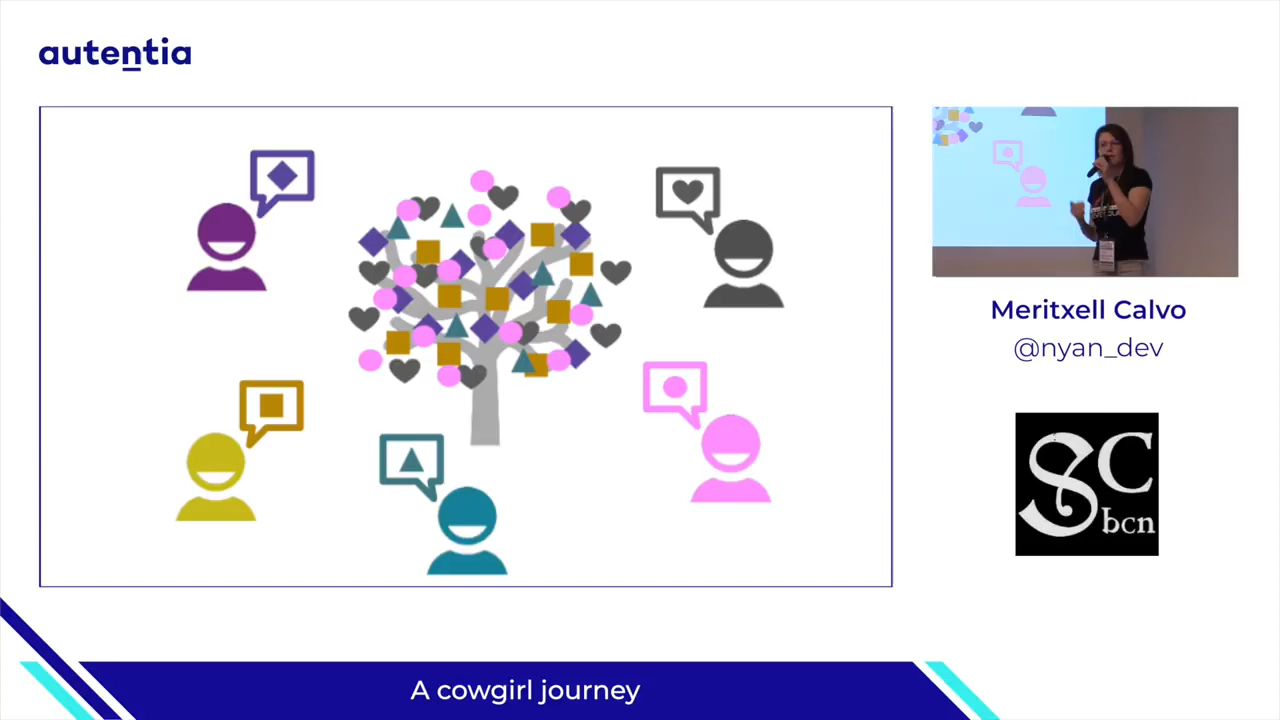 autentia
Meritxell Calvo
@nyan_dev
SC
bcn
A cowgirl journey